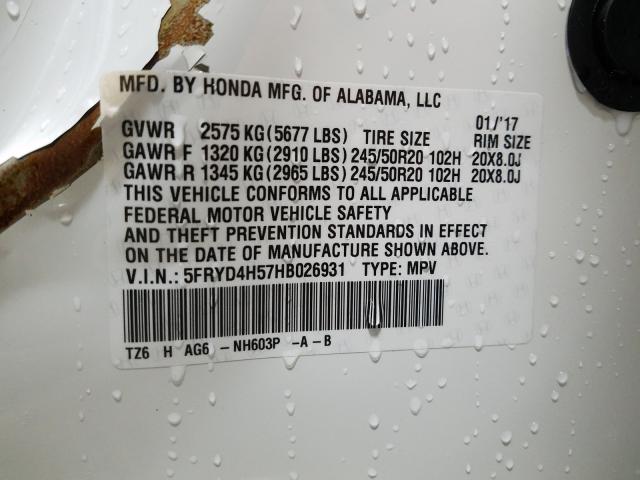 MFD. BY HONDA MFG. OF ALABAMA, LLC
01/'17
GVWR 2575 KG(5677 LBS) TIRE SIZE RIM SIZE
GAWR F 1320 KG(2910 LBS)245/50R20 102H 20X8.0J
GAWR R 1345 KG(2965 LBS)245/50R20 102H 20X8.0J
THIS VEHICLE CONFORMS TO ALL APPLICABLE
FEDERAL MOTOR VEHICLE SAFETY
AND THEFT PREVENTION STANDARDS IN EFFECT
ON THE DATE OF MANUFACTURE SHOWN ABOVE.
V.I.N.: 5FRYD4H57HB026931 TYPE: MPV
TZ6 H AG6 -NH603P -A-B